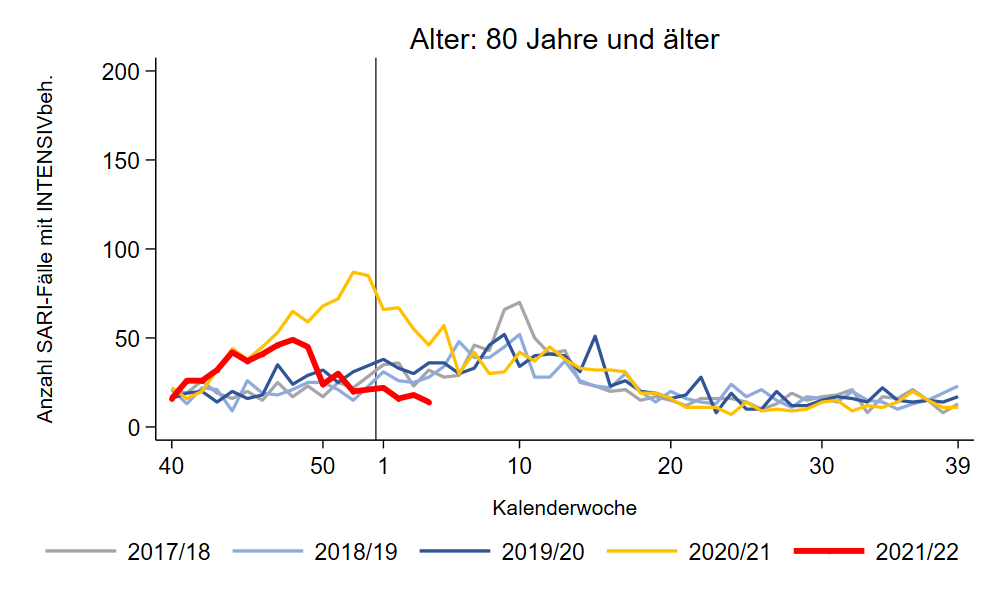 Alter: 80 Jahre und älter
Anzahl SARI-Fälle mit INTENSIVbeh.
200
150
100
50
0
40 50 1 10 20 30 39
Kalenderwoche
2017/18 2018/19 2019/20 2020/21 2021/22